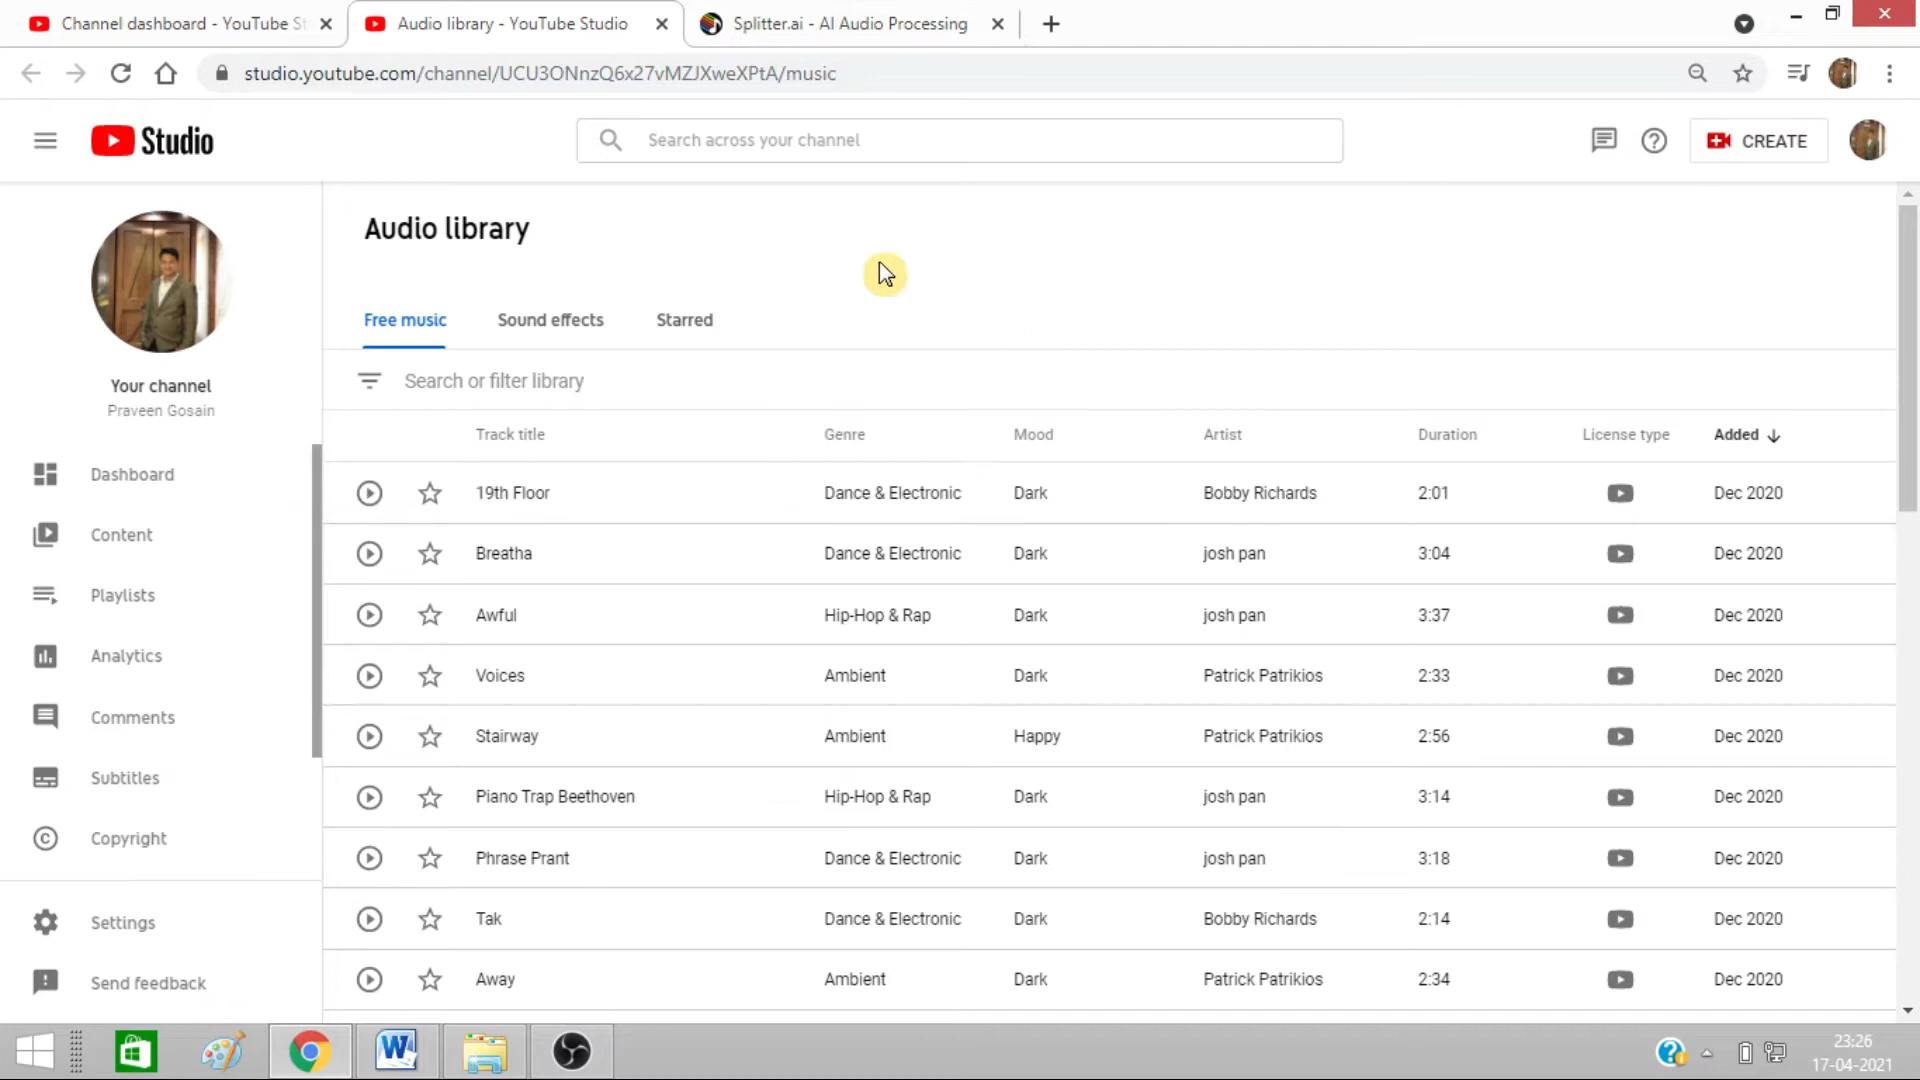 Channel dashboard - YouTube S
Audio library - YouTube Studio
Splitter.ai - AI Audio Processing
studio.youtube.com/channel/UCU3ONnzQ6x27vMZJXweXPtA/music
Studio
Search across your channel
CREATE
Your channel
Praveen Gosain
Dashboard
Content
Playlists
Analytics
Comments
Subtitles
Copyright
Settings
Send feedback
Audio library
Free music Sound effects Starred
Search or filter library
Track title Genre Mood Artist Duration License type Added
19th Floor Dance & Electronic Dark Bobby Richards 2:01 Dec 2020
Breatha Dance & Electronic Dark josh pan 3:04 Dec 2020
Awful Hip-Hop & Rap Dark josh pan 3:37 Dec 2020
Voices Ambient Dark Patrick Patrikios 2:33 Dec 2020
Stairway Ambient Happy Patrick Patrikios 2:56 Dec 2020
Piano Trap Beethoven Hip-Hop & Rap Dark josh pan 3:14 Dec 2020
Phrase Prant Dance & Electronic Dark josh pan 3:18 Dec 2020
Tak Dance & Electronic Dark Bobby Richards 2:14 Dec 2020
Away Ambient Dark Patrick Patrikios 2:34 Dec 2020
23:26
17-04-2021